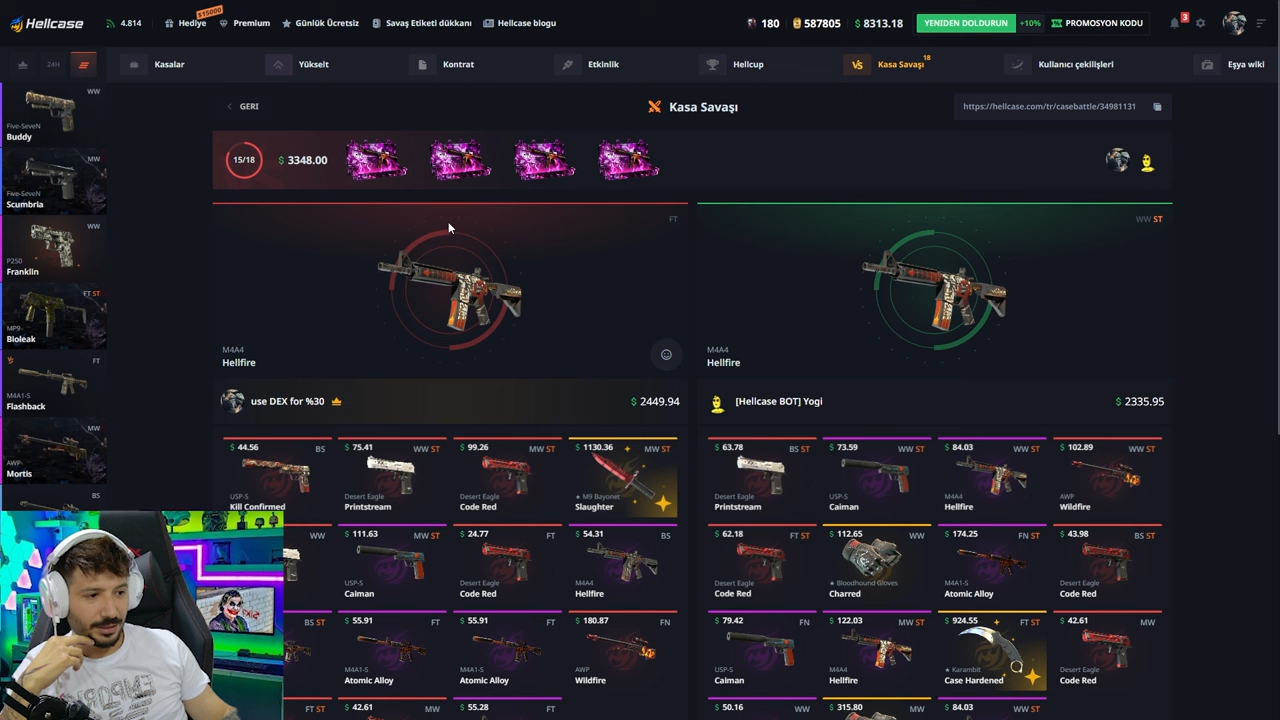 HELLCASE
4.814
Hediye
$15000
Premium
Günlük Ücretsiz
Savaş Etiketi dükkanı
Hellcase blogu
180
587805
$ 8313.18
YENİDEN DOLDURUN
+10%
PROMOSYON KODU
3
24H
Kasalar
Yükselt
Kontrat
Etkinlik
Hellcup
VS
Kasa Savaşı
18
Kullanıcı çekilişleri
Eşya wiki
WW
Five-SeveN
Buddy
MW
Five-SeveN
Scumbria
WW
P250
Franklin
FT ST
MP9
Bioleak
FT
M4A1-S
Flashback
MW
AWP
Mortis
BS
GERİ
Kasa Savaşı
https://hellcase.com/tr/casebattle/34981131
15/18
$ 3348.00
FT
M4A4
Hellfire
WW ST
M4A4
Hellfire
use DEX for %30
$ 2449.94
[Hellcase BOT] Yogi
$ 2335.95
$ 44.56
BS
USP-S
Kill Confirmed
$ 75.41
WW ST
Desert Eagle
Printstream
$ 99.26
MW ST
Desert Eagle
Code Red
$ 1130.36
MW ST
★ M9 Bayonet
Slaughter
$ 63.78
BS ST
Desert Eagle
Printstream
$ 73.59
WW ST
USP-S
Caiman
$ 84.03
WW ST
M4A4
Hellfire
$ 102.89
WW ST
AWP
Wildfire
WW
$ 111.63
MW ST
USP-S
Caiman
$ 24.77
FT
Desert Eagle
Code Red
$ 54.31
BS
M4A4
Hellfire
$ 62.18
FT ST
Desert Eagle
Code Red
$ 112.65
WW
★ Bloodhound Gloves
Charred
$ 174.25
FN ST
M4A1-S
Atomic Alloy
$ 43.98
BS ST
Desert Eagle
Code Red
BS ST
$ 55.91
FT
M4A1-S
Atomic Alloy
$ 55.91
FT
M4A1-S
Atomic Alloy
$ 180.87
FN
AWP
Wildfire
$ 79.42
FN
USP-S
Caiman
$ 122.03
MW ST
M4A4
Hellfire
$ 924.55
FT ST
★ Karambit
Case Hardened
$ 42.61
MW
Desert Eagle
Code Red
FT ST
$ 42.61
MW
$ 55.28
FT
$ 50.16
WW
$ 315.80
MW
$ 84.03
WW ST